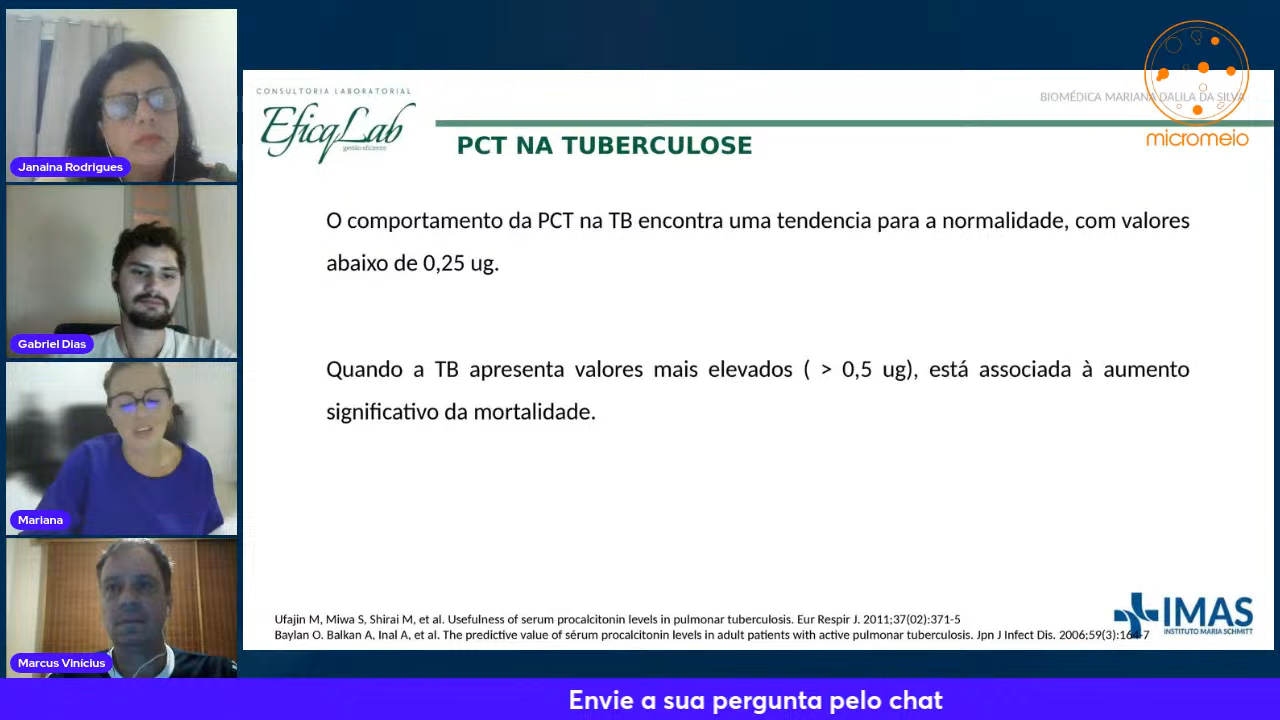 Janaina Rodrigues
Gabriel Dias
Mariana
Marcus Vinícius
CONSULTORIA LABORATORIAL
EficqLab
gestão eficiente
BIOMÉDICA MARIANA DALILA DA SILVA
micromeio
PCT NA TUBERCULOSE
O comportamento da PCT na TB encontra uma tendencia para a normalidade, com valores
abaixo de 0,25 ug.
Quando a TB apresenta valores mais elevados ( > 0,5 ug), está associada à aumento
significativo da mortalidade.
Ufajin M, Miwa S, Shirai M, et al. Usefulness of serum procalcitonin levels in pulmonar tuberculosis. Eur Respir J. 2011;37(02):371-5
Baylan O. Balkan A, Inal A, et al. The predictive value of sérum procalcitonin levels in adult patients with active pulmonar tuberculosis. Jpn J Infect Dis. 2006;59(3):164-7
IMAS
INSTITUTO MARIA SCHMITT
Envie a sua pergunta pelo chat